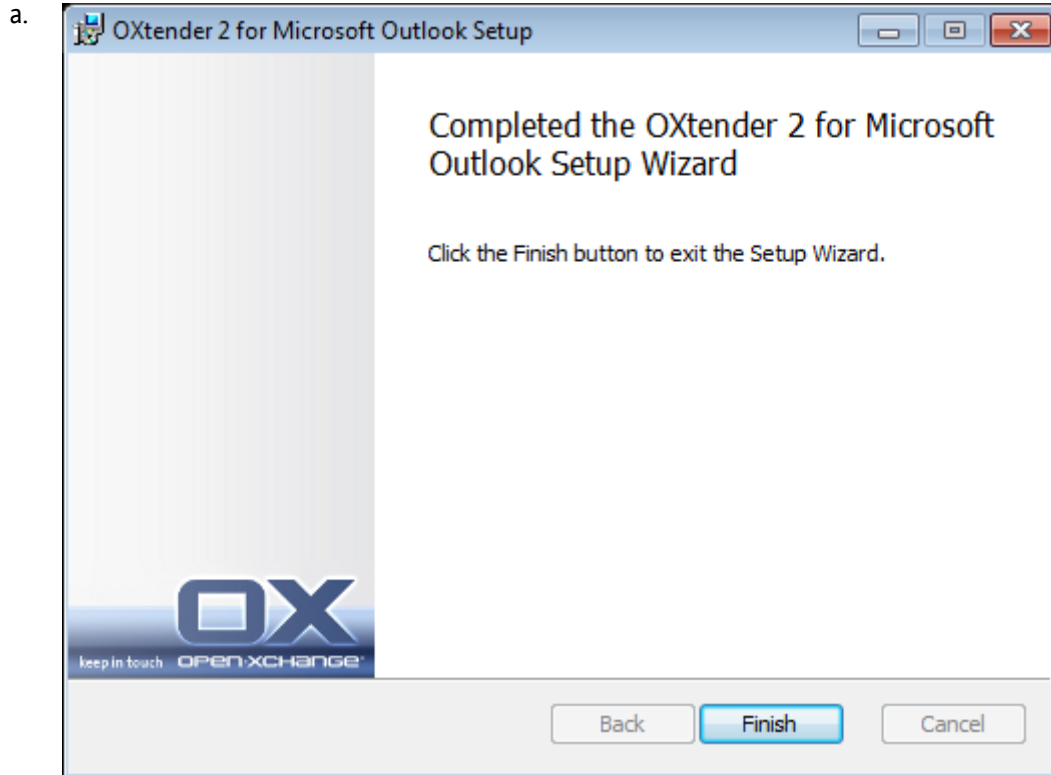 a.
OXtender 2 for Microsoft Outlook Setup
Completed the OXtender 2 for Microsoft
Outlook Setup Wizard
Click the Finish button to exit the Setup Wizard.
OX
keep in touch OPEN-XCHANGE
Back Finish Cancel